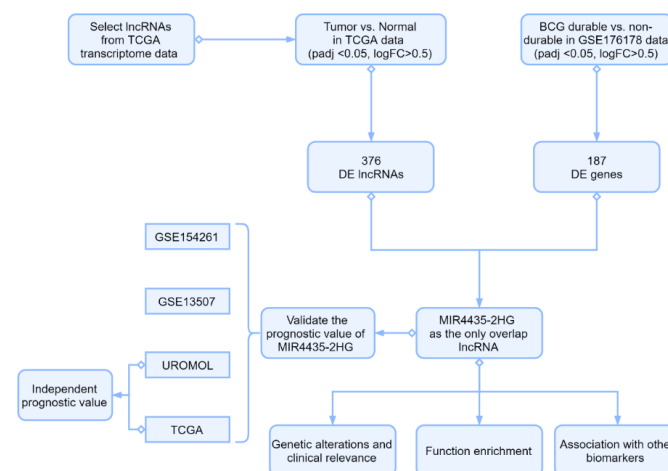 Select lncRNAs
from TCGA
transcriptome data
Tumor vs. Normal
in TCGA data
(padj <0.05, logFC>0.5)
BCG durable vs. non-
durable in GSE176178 data
(padj <0.05, logFC>0.5)
376
DE lncRNAs
187
DE genes
GSE154261
GSE13507
UROMOL
TCGA
Independent
prognostic value
Validate the
prognostic value of
MIR4435-2HG
MIR4435-2HG
as the only overlap
lncRNA
Genetic alterations and
clinical relevance
Function enrichment
Association with other
biomarkers